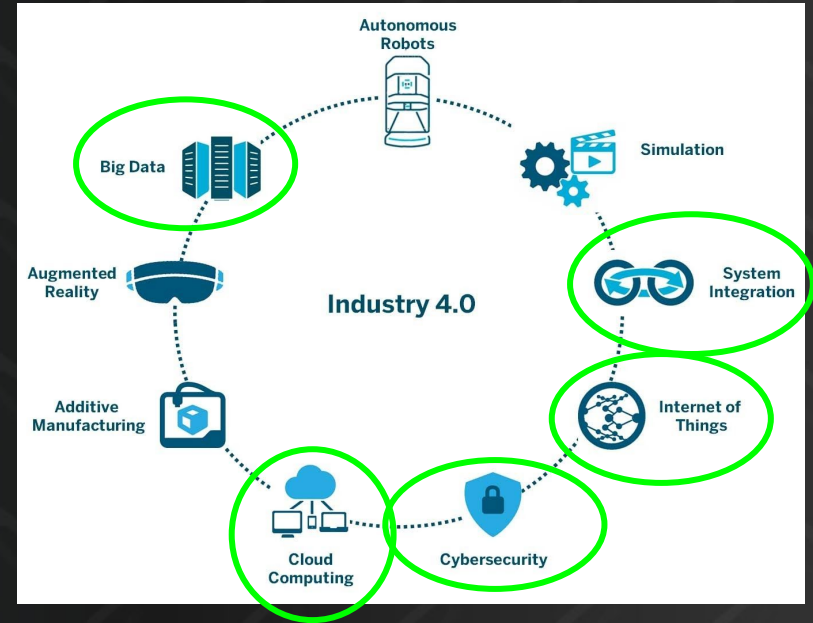 Autonomous
Robots
Simulation
System
Integration
Internet of
Things
Cybersecurity
Cloud
Computing
Additive
Manufacturing
Augmented
Reality
Big Data
Industry 4.0